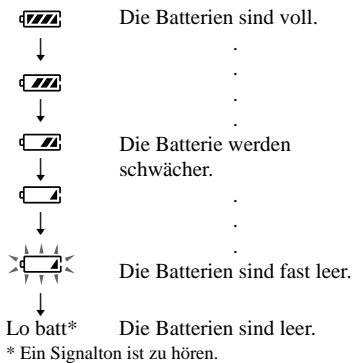 Die Batterien sind voll.
.
.
.
.
Die Batterie werden
schwächer.
.
.
.
Die Batterien sind fast leer.
Lo batt* Die Batterien sind leer.
* Ein Signalton ist zu hören.